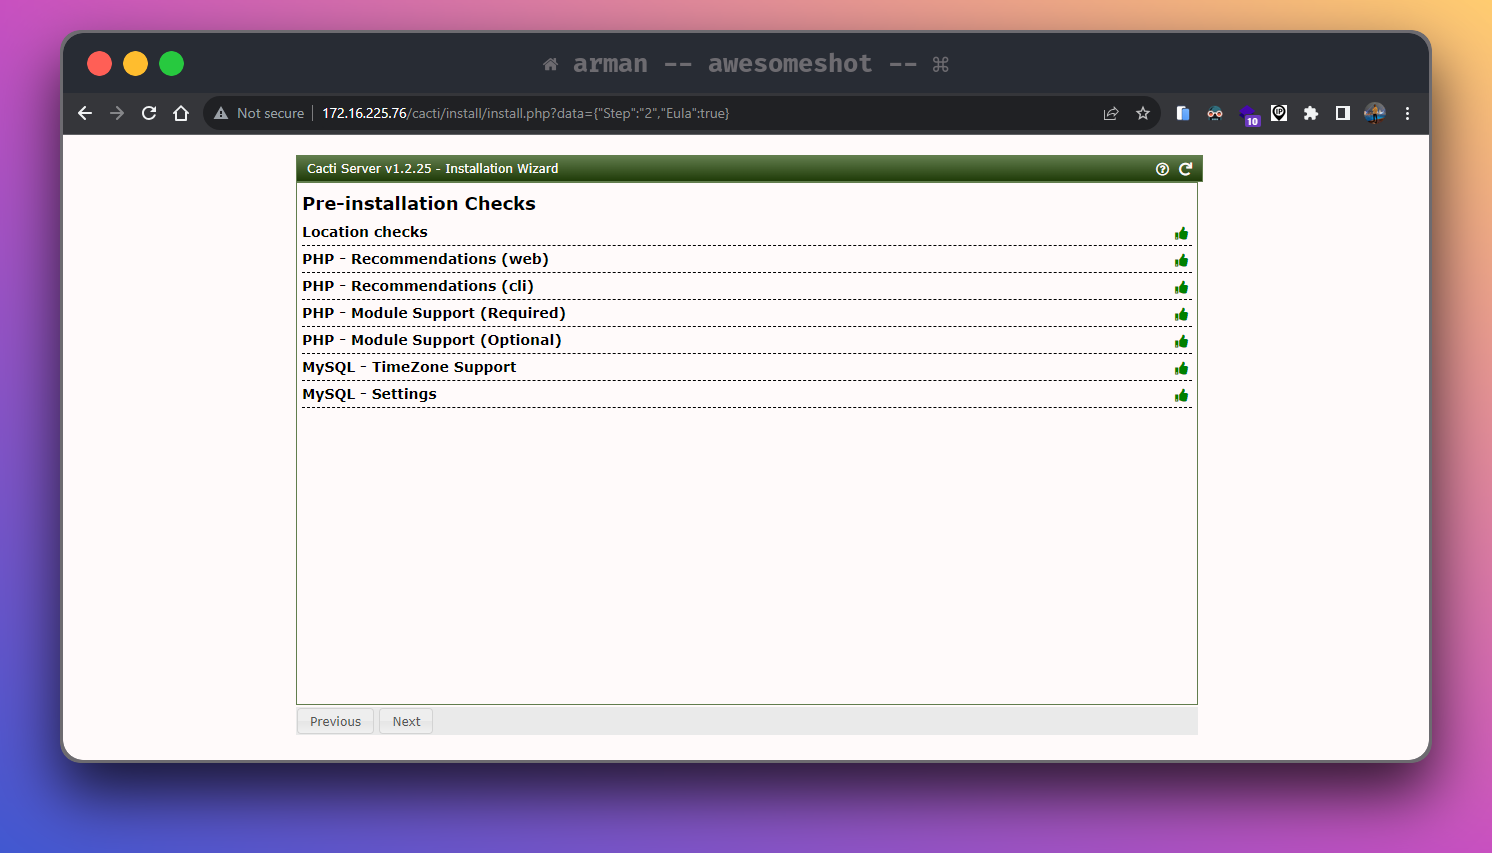 arman -- awesomeshot -- ⌘
Not secure | 172.16.225.76/cacti/install/install.php?data={"Step":"2","Eula":true}
10
Cacti Server v1.2.25 - Installation Wizard
Pre-installation Checks
Location checks
PHP - Recommendations (web)
PHP - Recommendations (cli)
PHP - Module Support (Required)
PHP - Module Support (Optional)
MySQL - TimeZone Support
MySQL - Settings
Previous Next